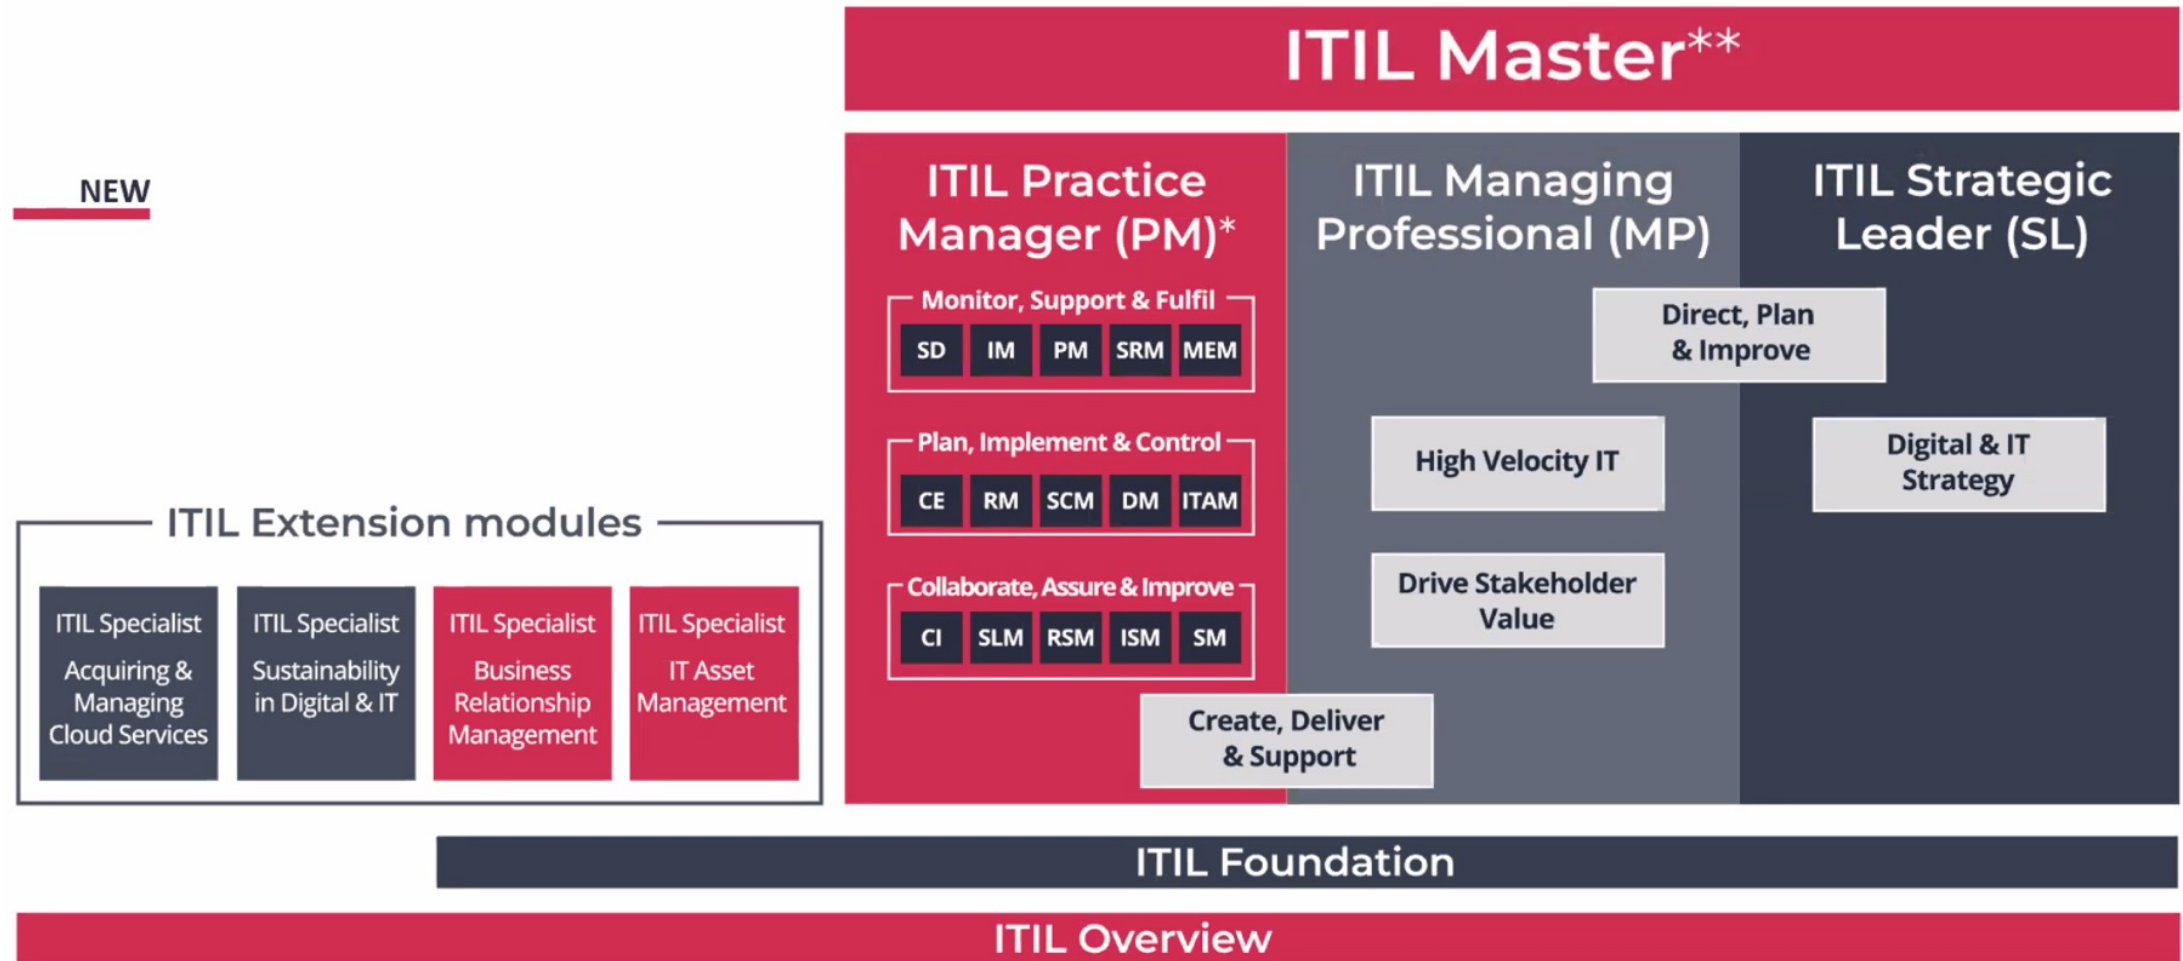 ITIL Master**
NEW
ITIL Practice
Manager (PM)*
Monitor, Support & Fulfil
SD IM PM SRM MEM
Plan, Implement & Control
CE RM SCM DM ITAM
Collaborate, Assure & Improve
CI SLM RSM ISM SM
ITIL Managing
Professional (MP)
ITIL Strategic
Leader (SL)
Direct, Plan
& Improve
High Velocity IT
Digital & IT
Strategy
Drive Stakeholder
Value
Create, Deliver
& Support
ITIL Extension modules
ITIL Specialist
Acquiring &
Managing
Cloud Services
ITIL Specialist
Sustainability
in Digital & IT
ITIL Specialist
Business
Relationship
Management
ITIL Specialist
IT Asset
Management
ITIL Foundation
ITIL Overview